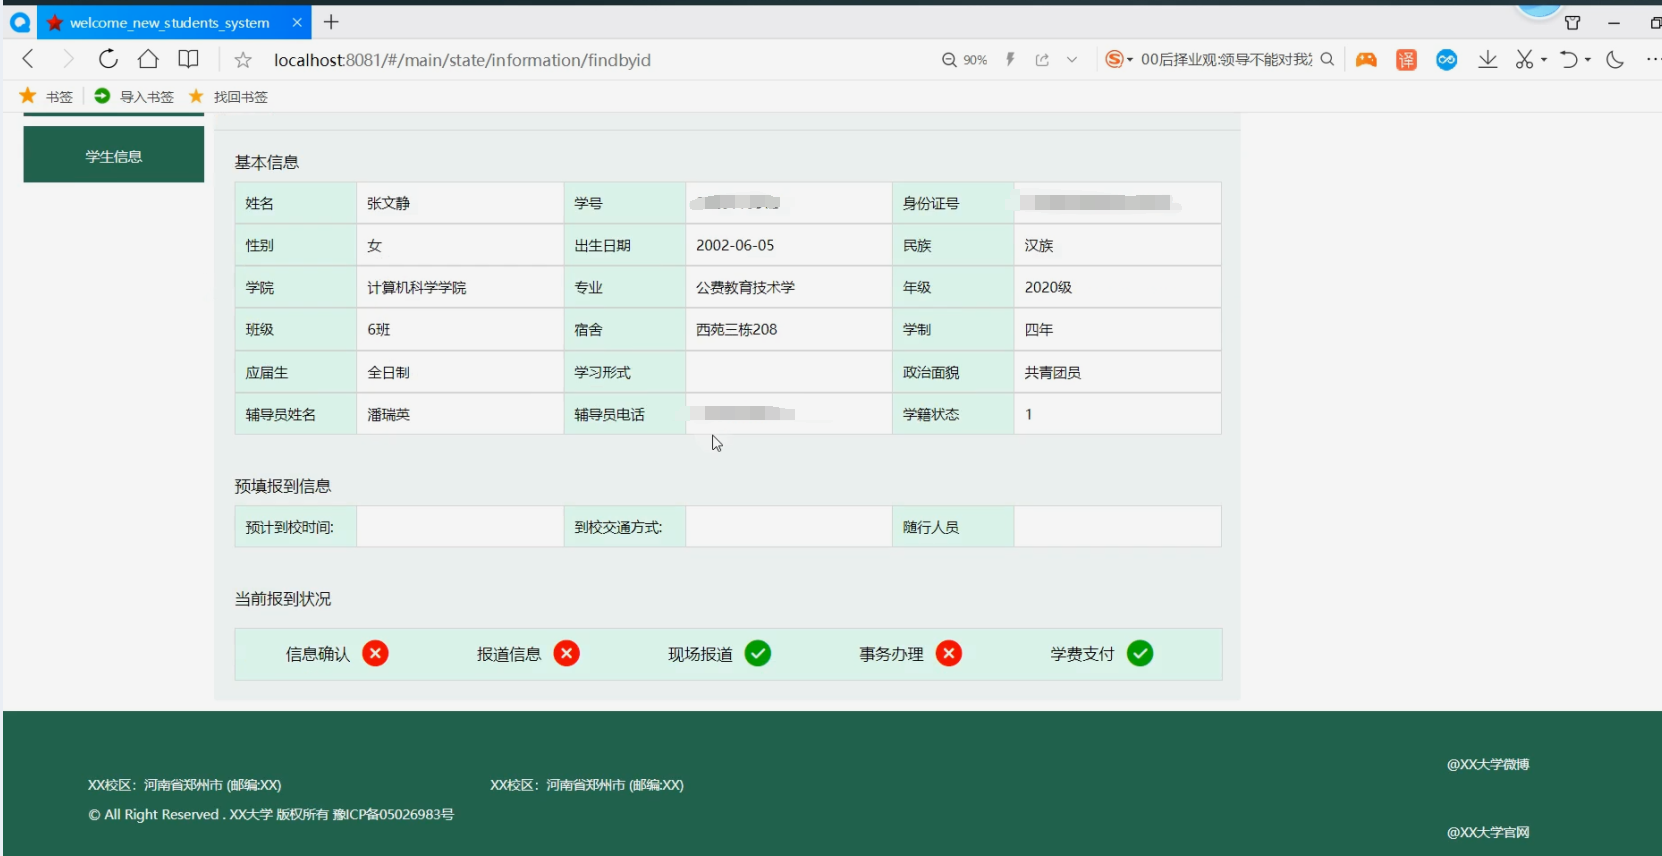 welcome_new_students_system
localhost:8081/#/main/state/information/findbyid
90%
00后择业观:领导不能对我
译
书签 导入书签 找回书签
学生信息
基本信息
姓名 张文静 学号 身份证号
性别 女 出生日期 2002-06-05 民族 汉族
学院 计算机科学学院 专业 公费教育技术学 年级 2020级
班级 6班 宿舍 西苑三栋208 学制 四年
应届生 全日制 学习形式 政治面貌 共青团员
辅导员姓名 潘瑞英 辅导员电话 学籍状态 1
预填报到信息
预计到校时间: 到校交通方式: 随行人员
当前报到状况
信息确认 报道信息 现场报道 事务办理 学费支付
@XX大学微博
XX校区：河南省郑州市 (邮编:XX) XX校区：河南省郑州市 (邮编:XX)
© All Right Reserved . XX大学 版权所有 豫ICP备05026983号
@XX大学官网